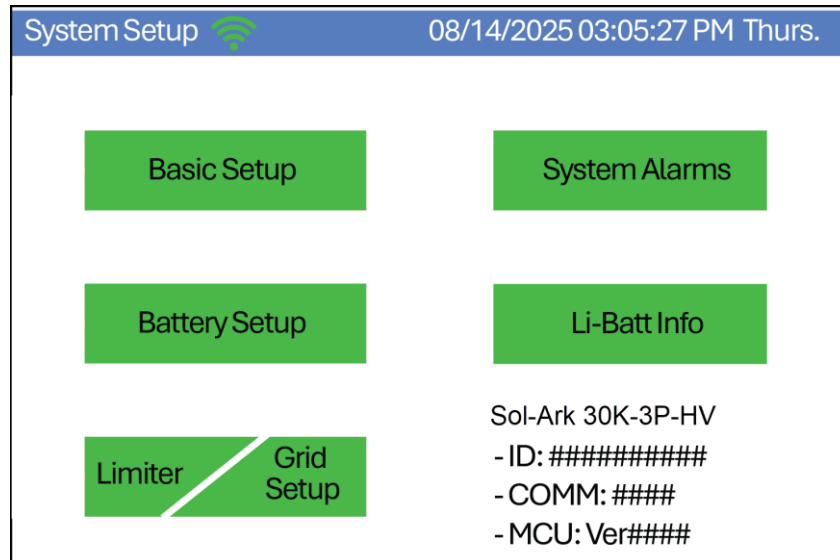 System Setup
08/14/2025 03:05:27 PM Thurs.
Basic Setup
System Alarms
Battery Setup
Li-Batt Info
Limiter
Grid
Setup
Sol-Ark 30K-3P-HV
- ID: ##########
- COMM: ####
- MCU: Ver####